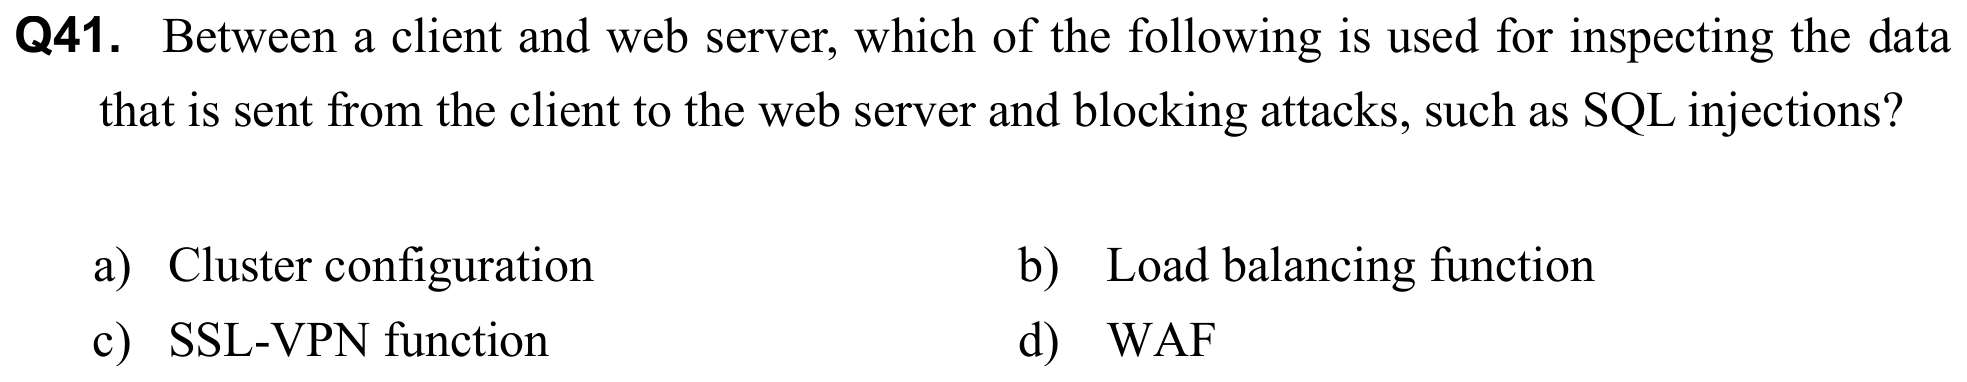 Q41. Between a client and web server, which of the following is used for inspecting the data
that is sent from the client to the web server and blocking attacks, such as SQL injections?
a) Cluster configuration b) Load balancing function
c) SSL-VPN function d) WAF